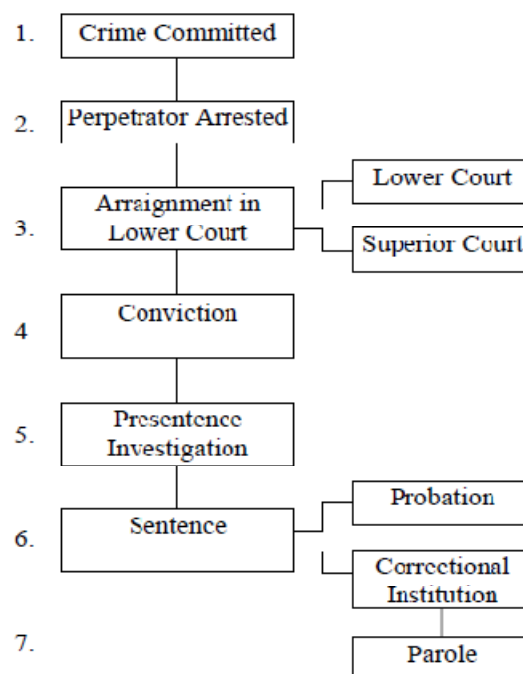 1. Crime Committed
2. Perpetrator Arrested
3. Arraignment in
Lower Court
Lower Court
Superior Court
4 Conviction
5. Presentence
Investigation
6. Sentence
Probation
Correctional
Institution
7. Parole